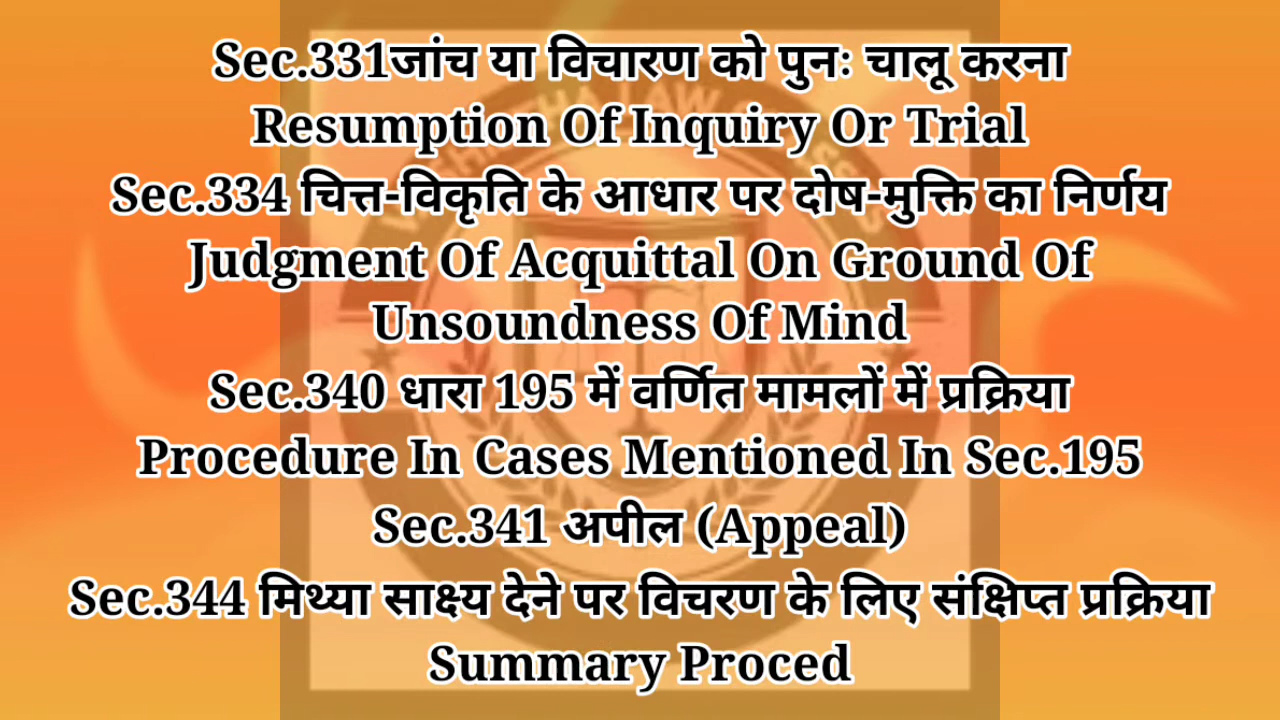 Sec.331जांच या विचारण को पुनः चालू करना
Resumption Of Inquiry Or Trial
Sec.334 चित्त-विकृति के आधार पर दोष-मुक्ति का निर्णय
Judgment Of Acquittal On Ground Of
Unsoundness Of Mind
Sec.340 धारा 195 में वर्णित मामलों में प्रक्रिया
Procedure In Cases Mentioned In Sec.195
Sec.341 अपील (Appeal)
Sec.344 मिथ्या साक्ष्य देने पर विचरण के लिए संक्षिप्त प्रक्रिया
Summary Proced